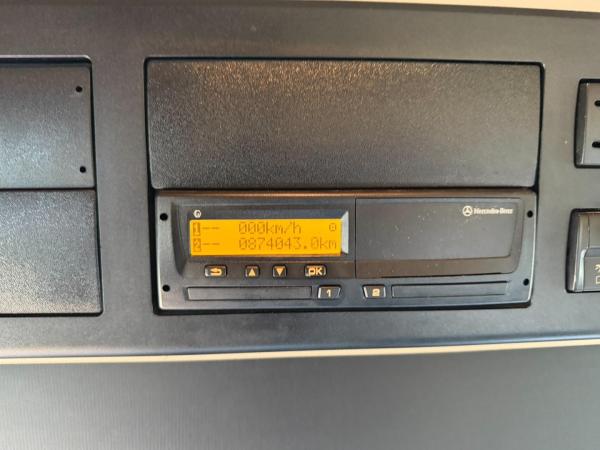 Mercedes-Benz
1 -- 000km/h
2 -- 0874043.0km
OK
1
2